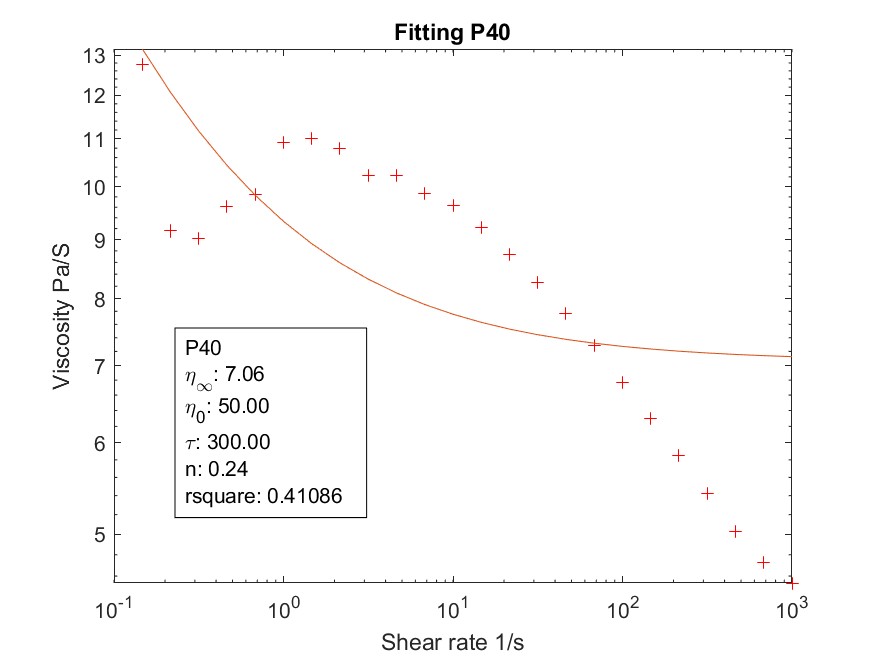 Fitting P40
Viscosity Pa/S
13
12
11
10
9
8
7
6
5
P40
η∞: 7.06
η0: 50.00
τ: 300.00
n: 0.24
rsquare: 0.41086
10-1 100 101 102 103
Shear rate 1/s